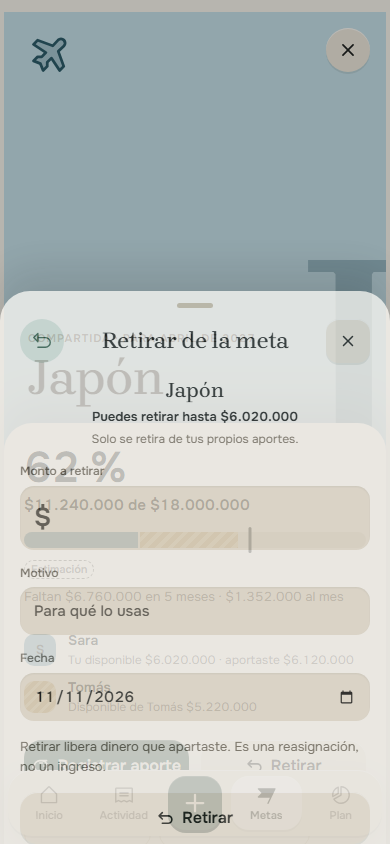 COMPARTIDA
Retirar de la meta
Japón
Japón
Puedes retirar hasta $6.020.000
Solo se retira de tus propios aportes.
62 %
Monto a retirar
$11.240.000 de $18.000.000
$
Estimación
Motivo
Faltan $6.760.000 en 5 meses · $1.352.000 al mes
Para qué lo usas
S
Sara
Tu disponible $6.020.000 · aportaste $6.120.000
Fecha
Tomás
11/11/2026
Disponible de Tomás $5.220.000
Retirar libera dinero que apartaste. Es una reasignación,
no un ingreso.
Registrar aporte
Retirar
Inicio
Actividad
Retirar
Metas
Plan